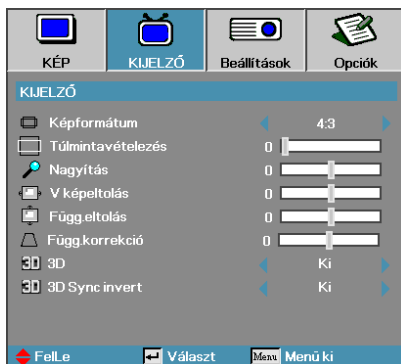 KÉP KIJELZŐ Beállítások Opciók
KIJELZŐ
Képformátum 4:3
Túlmintavételezés 0
Nagyítás 0
V képeltolás 0
Függ.eltolás 0
Függ.korrekció 0
3D 3D Ki
3D 3D Sync invert Ki
FelLe Választ Menu Menü ki